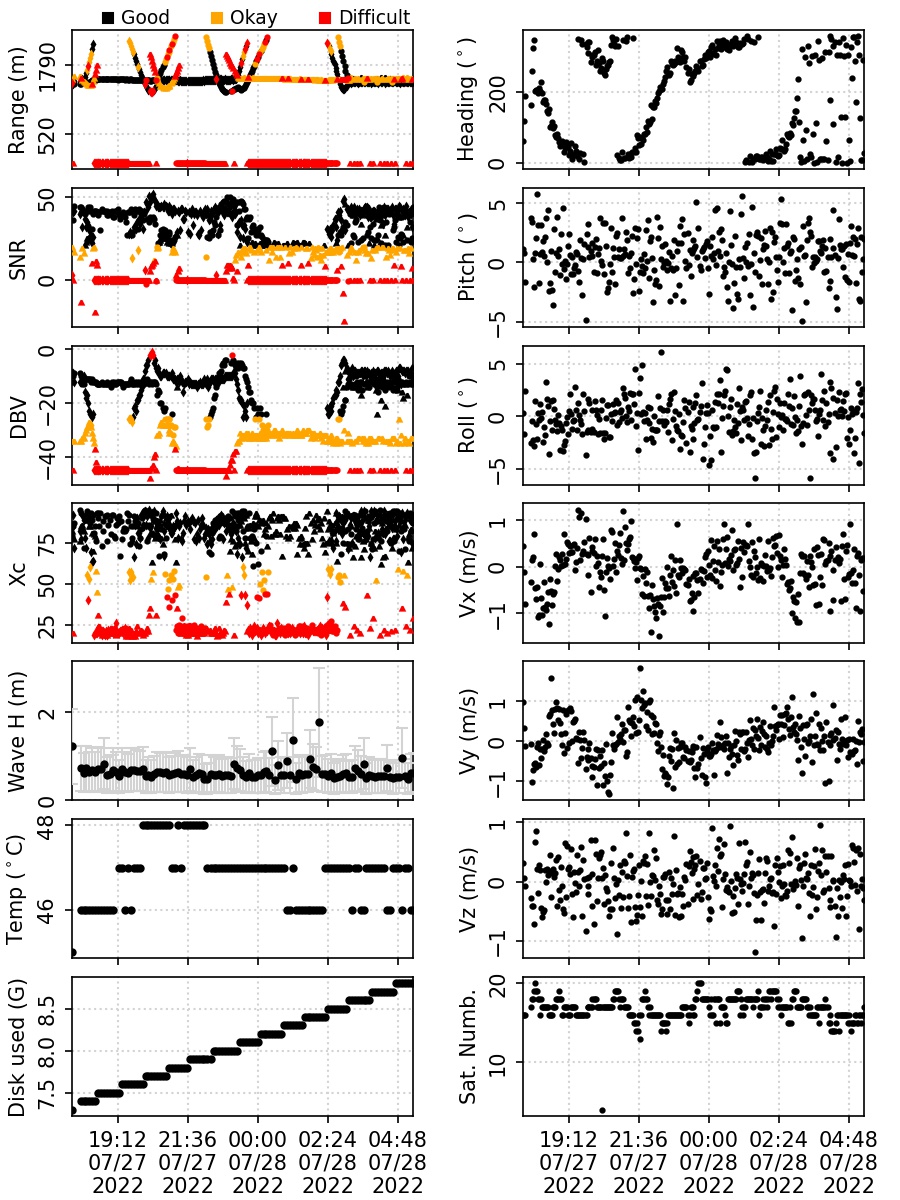 Good Okay Difficult
Range (m)
1790
520
Heading (°)
200
0
SNR
50
0
Pitch (°)
5
0
−5
DBV
0
−20
−40
Roll (°)
5
0
−5
Xc
75
50
25
Vx (m/s)
1
0
−1
Wave H (m)
2
0
Vy (m/s)
1
0
−1
Temp (°C)
48
46
Vz (m/s)
1
0
−1
Disk used (G)
8.5
8.0
7.5
Sat. Numb.
20
10
19:12 21:36 00:00 02:24 04:48
07/27 07/27 07/28 07/28 07/28
2022 2022 2022 2022 2022
19:12 21:36 00:00 02:24 04:48
07/27 07/27 07/28 07/28 07/28
2022 2022 2022 2022 2022